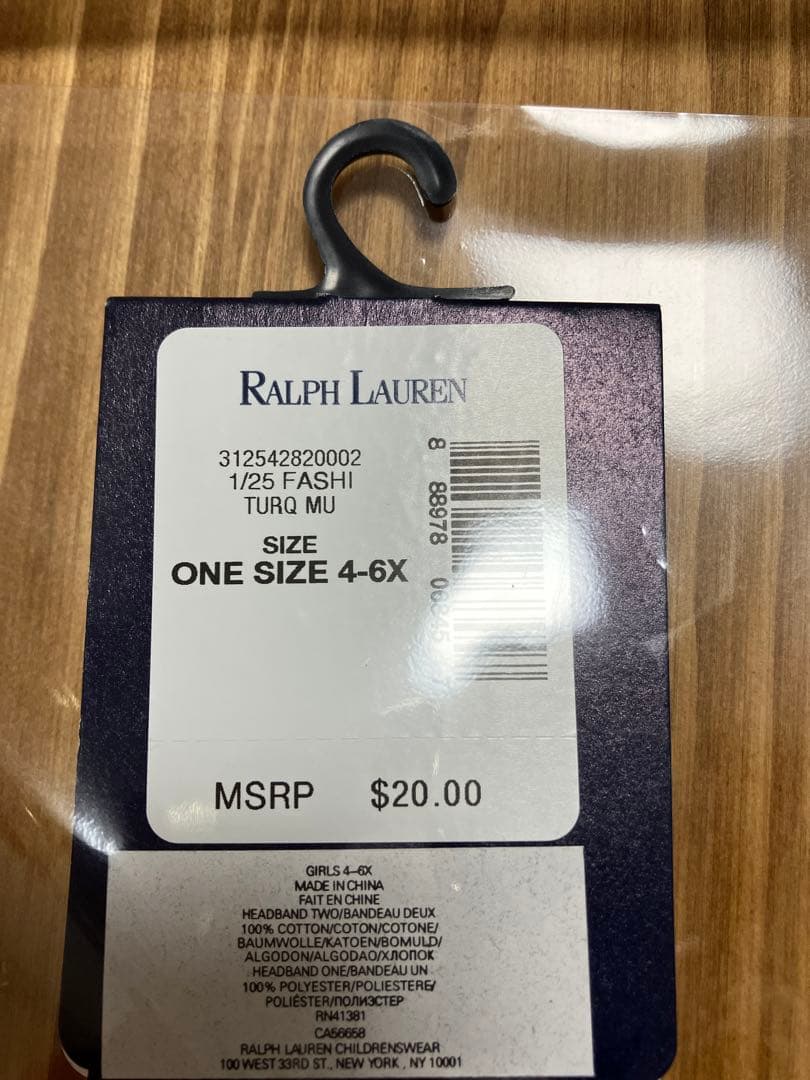 RALPH LAUREN
312542820002
1/25 FASHI
TURQ MU
SIZE
ONE SIZE 4-6X
8 88978
MSRP $20.00
GIRLS 4-6X
MADE IN CHINA
FAIT EN CHINE
HEADBAND TWO/BANDEAU DEUX
100% COTTON/COTON/COTONE/
BAUMWOLLE/KATOEN/BOMULD/
ALGODON/ALGODAO/ХЛОПОК
HEADBAND ONE/BANDEAU UN
100% POLYESTER/POLIESTERE/
POLIÉSTER/ПОЛИЭСТЕР
RN41381
CA56658
RALPH LAUREN CHILDRENSWEAR
100 WEST 33RD ST., NEW YORK , NY 10001